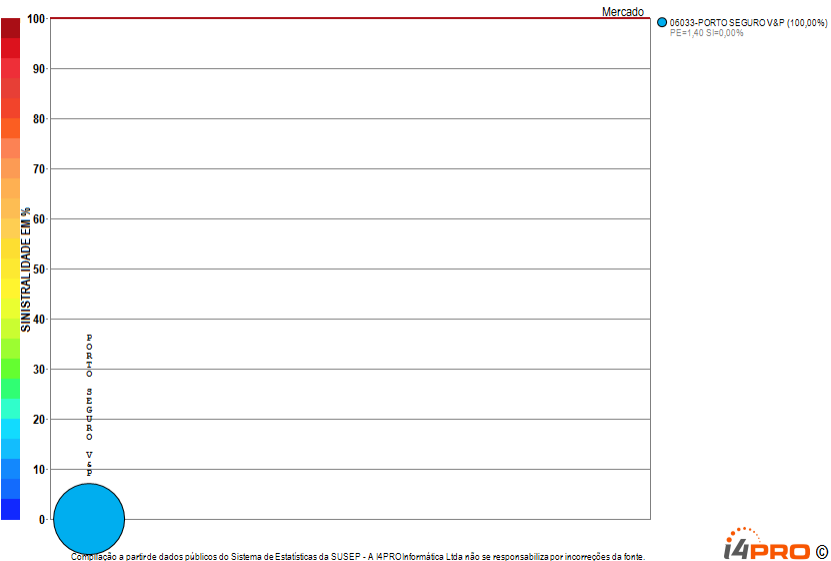 Mercado
06033-PORTO SEGURO V&P (100,00%)
PE=1,40 SI=0,00%
100
90
80
70
60
50
40
30
20
10
0
SINISTRALIDADE EM %
PORTO SEGURO V&P
Compilação a partir de dados públicos do Sistema de Estatísticas da SUSEP - A I4PRO Informática Ltda não se responsabiliza por incorreções da fonte.
i4PRO ©